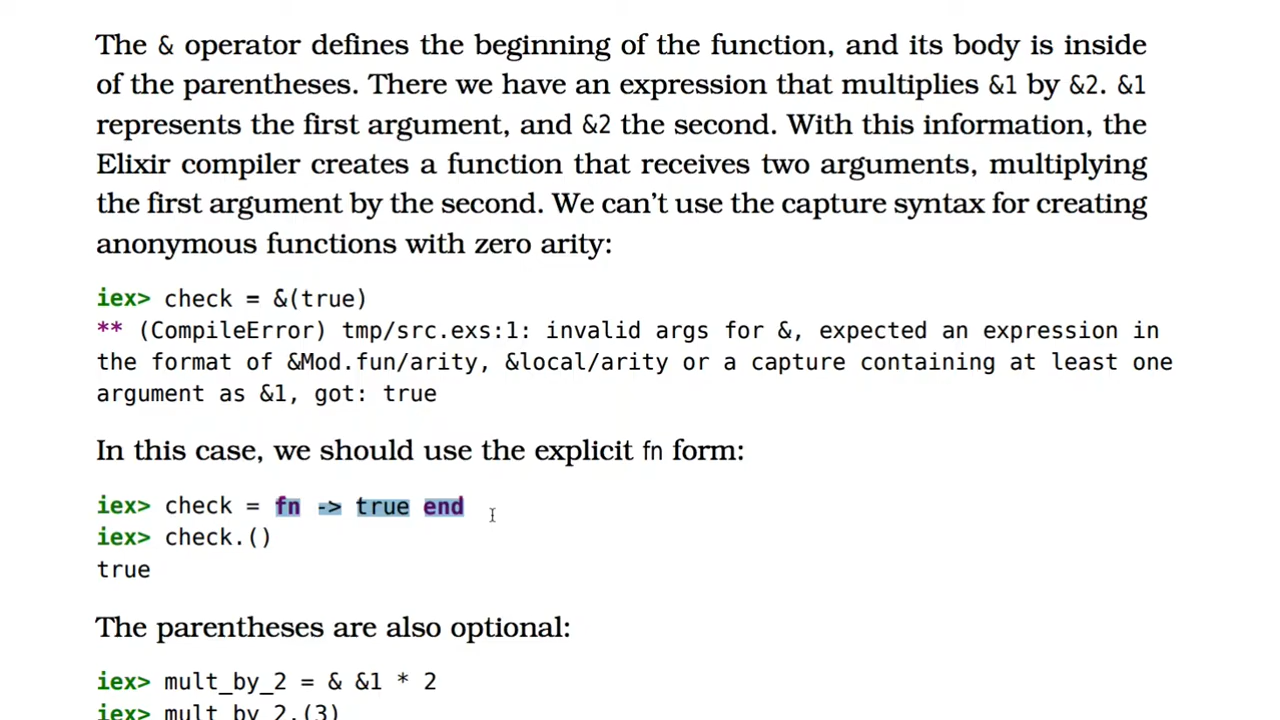 The & operator defines the beginning of the function, and its body is inside
of the parentheses. There we have an expression that multiplies &1 by &2. &1
represents the first argument, and &2 the second. With this information, the
Elixir compiler creates a function that receives two arguments, multiplying
the first argument by the second. We can’t use the capture syntax for creating
anonymous functions with zero arity:
iex> check = &(true)
** (CompileError) tmp/src.exs:1: invalid args for &, expected an expression in
the format of &Mod.fun/arity, &local/arity or a capture containing at least one
argument as &1, got: true
In this case, we should use the explicit fn form:
iex> check = fn -> true end
iex> check.()
true
The parentheses are also optional:
iex> mult_by_2 = & &1 * 2
iex> mult_by_2.(3)